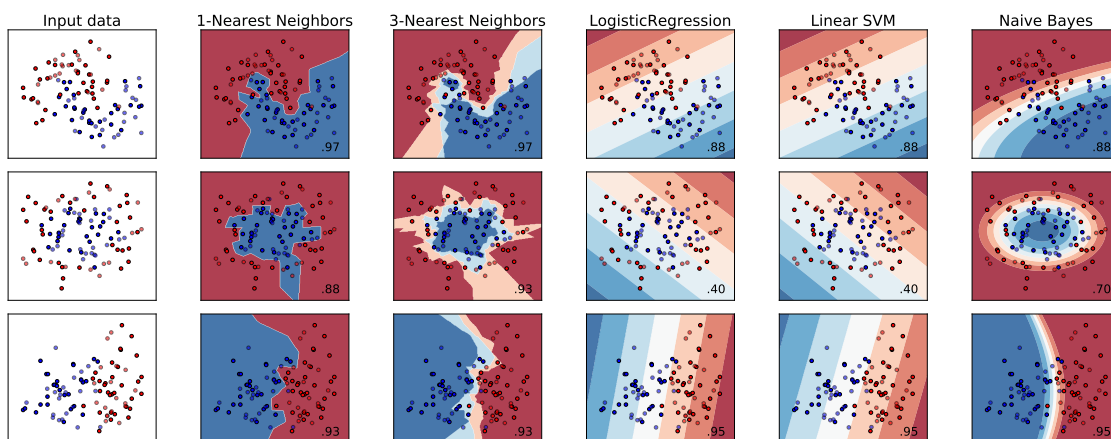 Input data
1-Nearest Neighbors
3-Nearest Neighbors
LogisticRegression
Linear SVM
Naive Bayes
.97
.97
.88
.88
.88
.88
.93
.40
.40
.70
.93
.93
.95
.95
.95